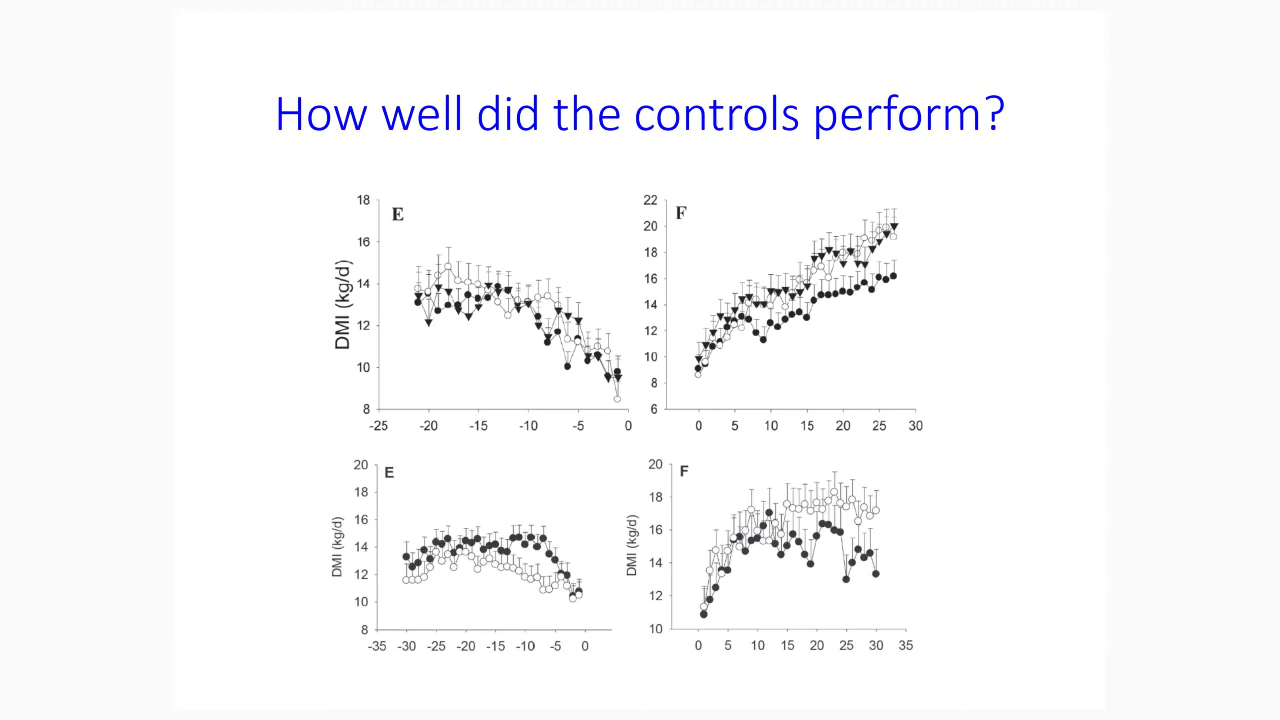 How well did the controls perform?
E
18
16
14
12
10
8
DMI (kg/d)
-25 -20 -15 -10 -5 0
F
22
20
18
16
14
12
10
8
6
0 5 10 15 20 25 30
E
20
18
16
14
12
10
8
DMI (kg/d)
-35 -30 -25 -20 -15 -10 -5 0
F
20
18
16
14
12
10
DMI (kg/d)
0 5 10 15 20 25 30 35